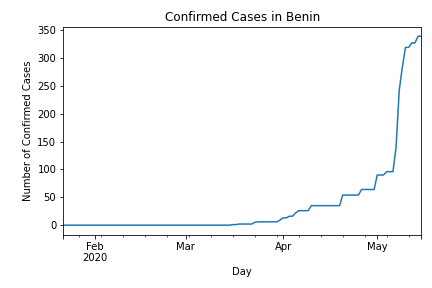 Confirmed Cases in Benin
350
300
250
200
150
100
50
0
Number of Confirmed Cases
Feb
2020
Mar
Apr
May
Day